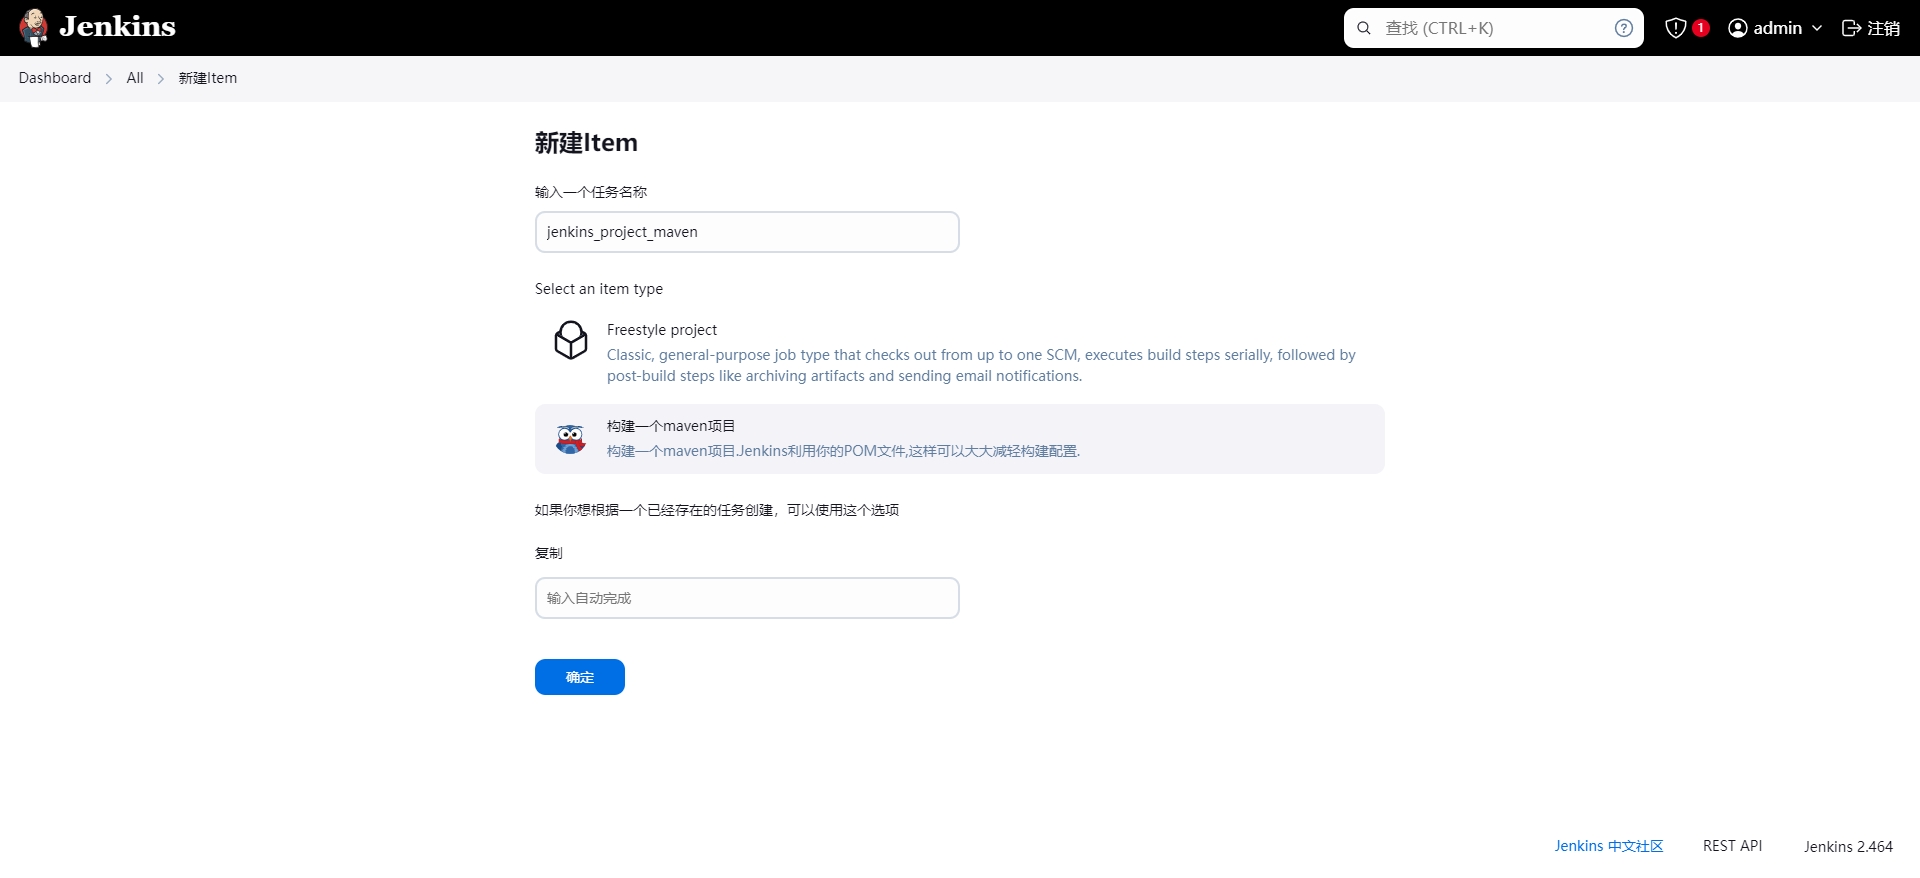 Jenkins
查找 (CTRL+K)
1
admin
注销
Dashboard
All
新建Item
新建Item
输入一个任务名称
jenkins_project_maven
Select an item type
Freestyle project
Classic, general-purpose job type that checks out from up to one SCM, executes build steps serially, followed by
post-build steps like archiving artifacts and sending email notifications.
构建一个maven项目
构建一个maven项目.Jenkins利用你的POM文件,这样可以大大减轻构建配置.
如果你想根据一个已经存在的任务创建，可以使用这个选项
复制
输入自动完成
确定
Jenkins 中文社区
REST API
Jenkins 2.464